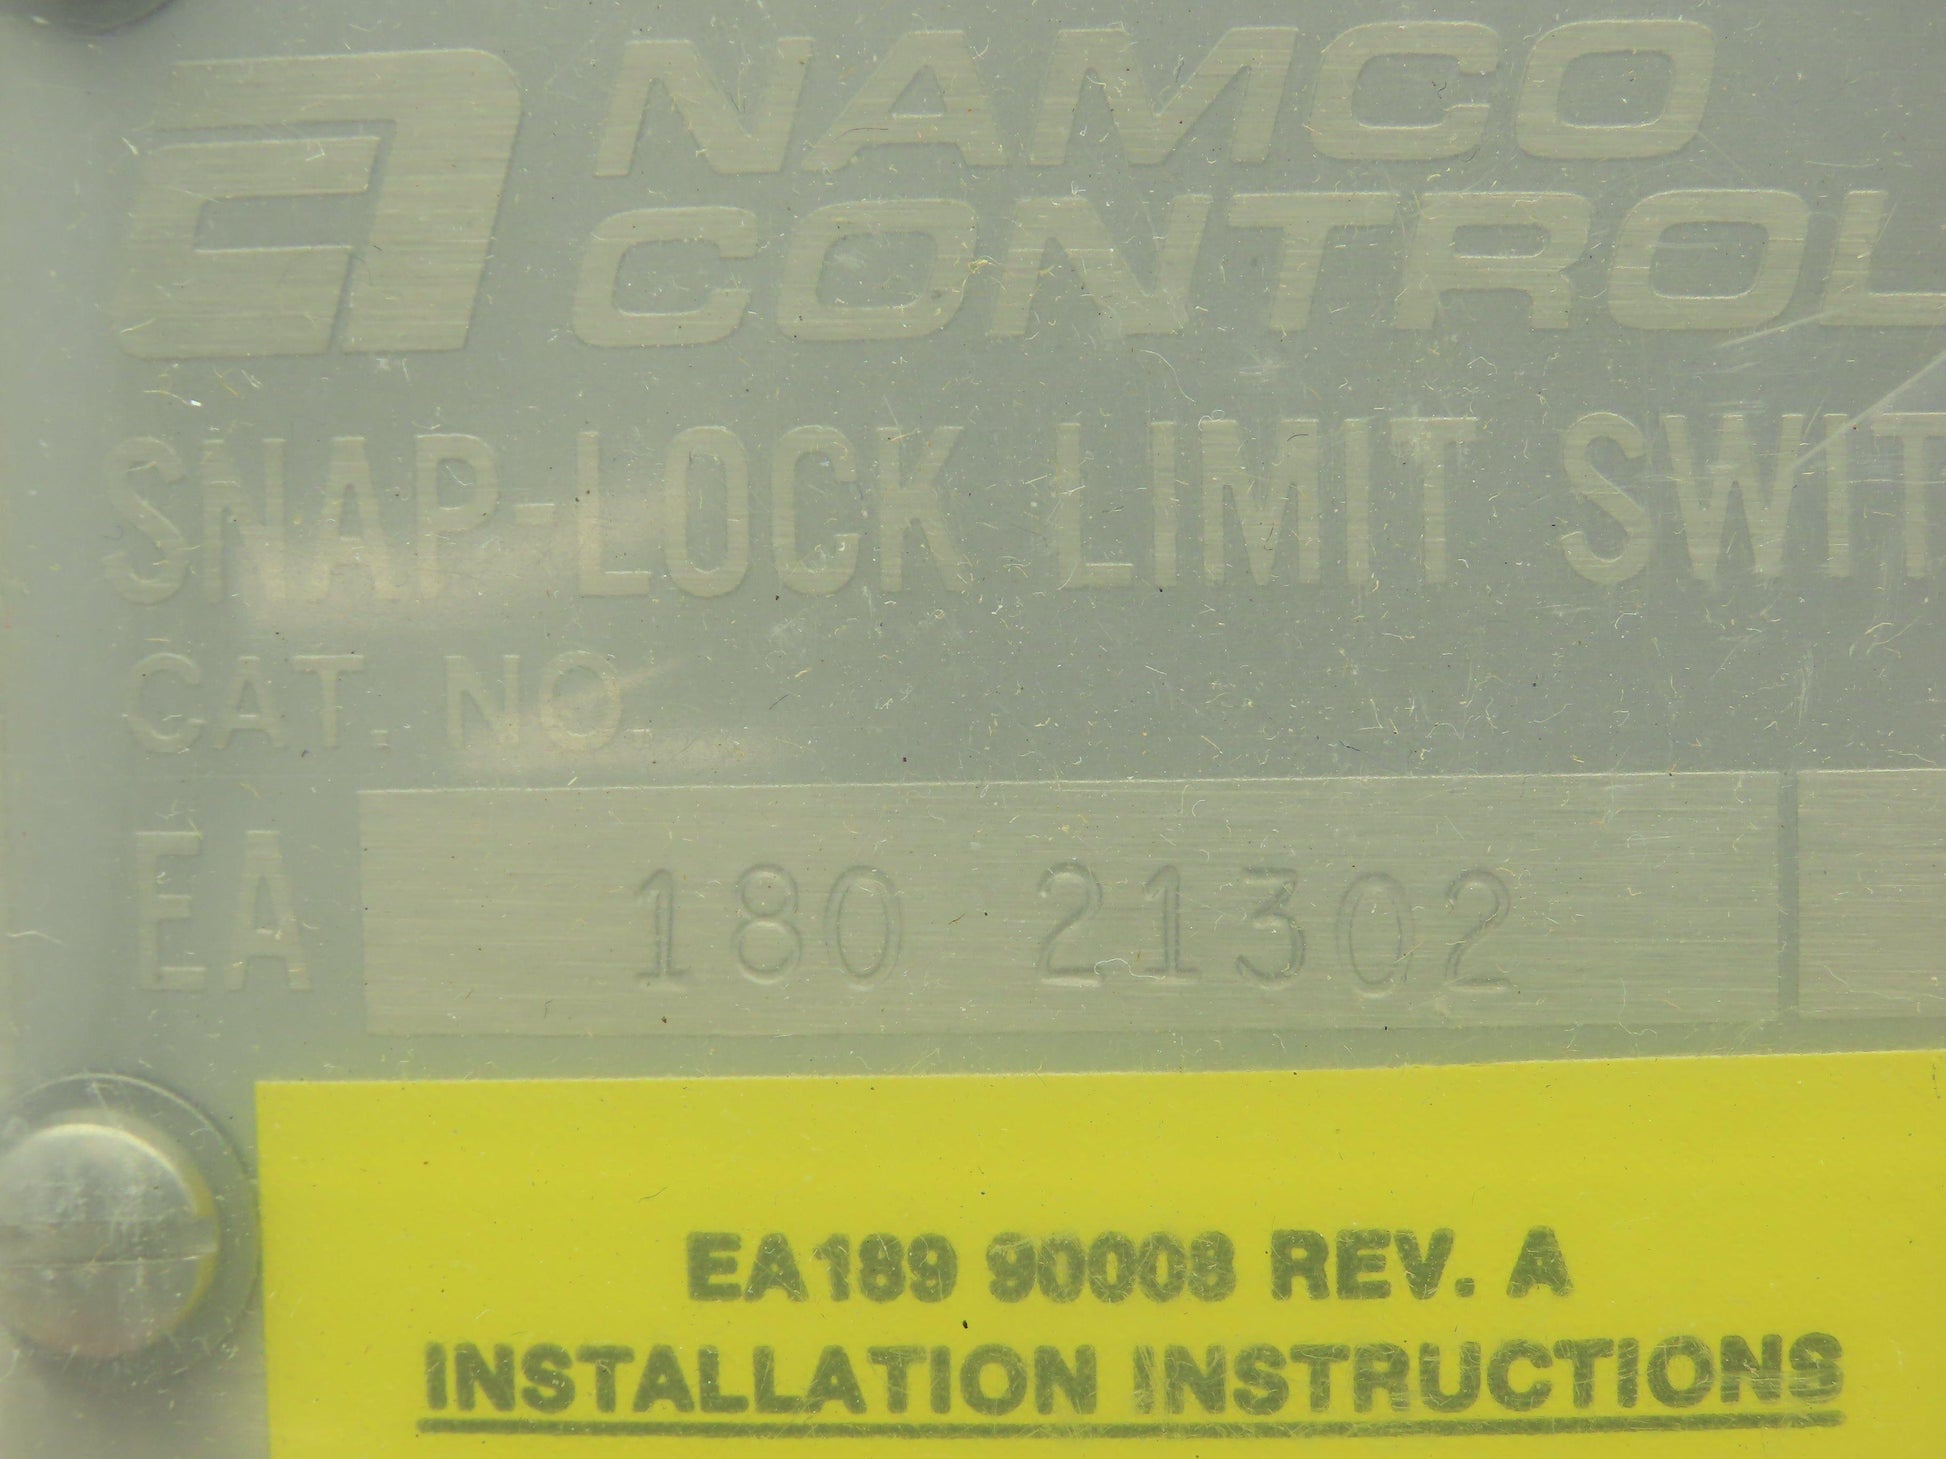 NAMCO
CONTROL
SNAP-LOCK LIMIT SWIT
CAT. NO.
EA 180 21302
EA189 90008 REV. A
INSTALLATION INSTRUCTIONS